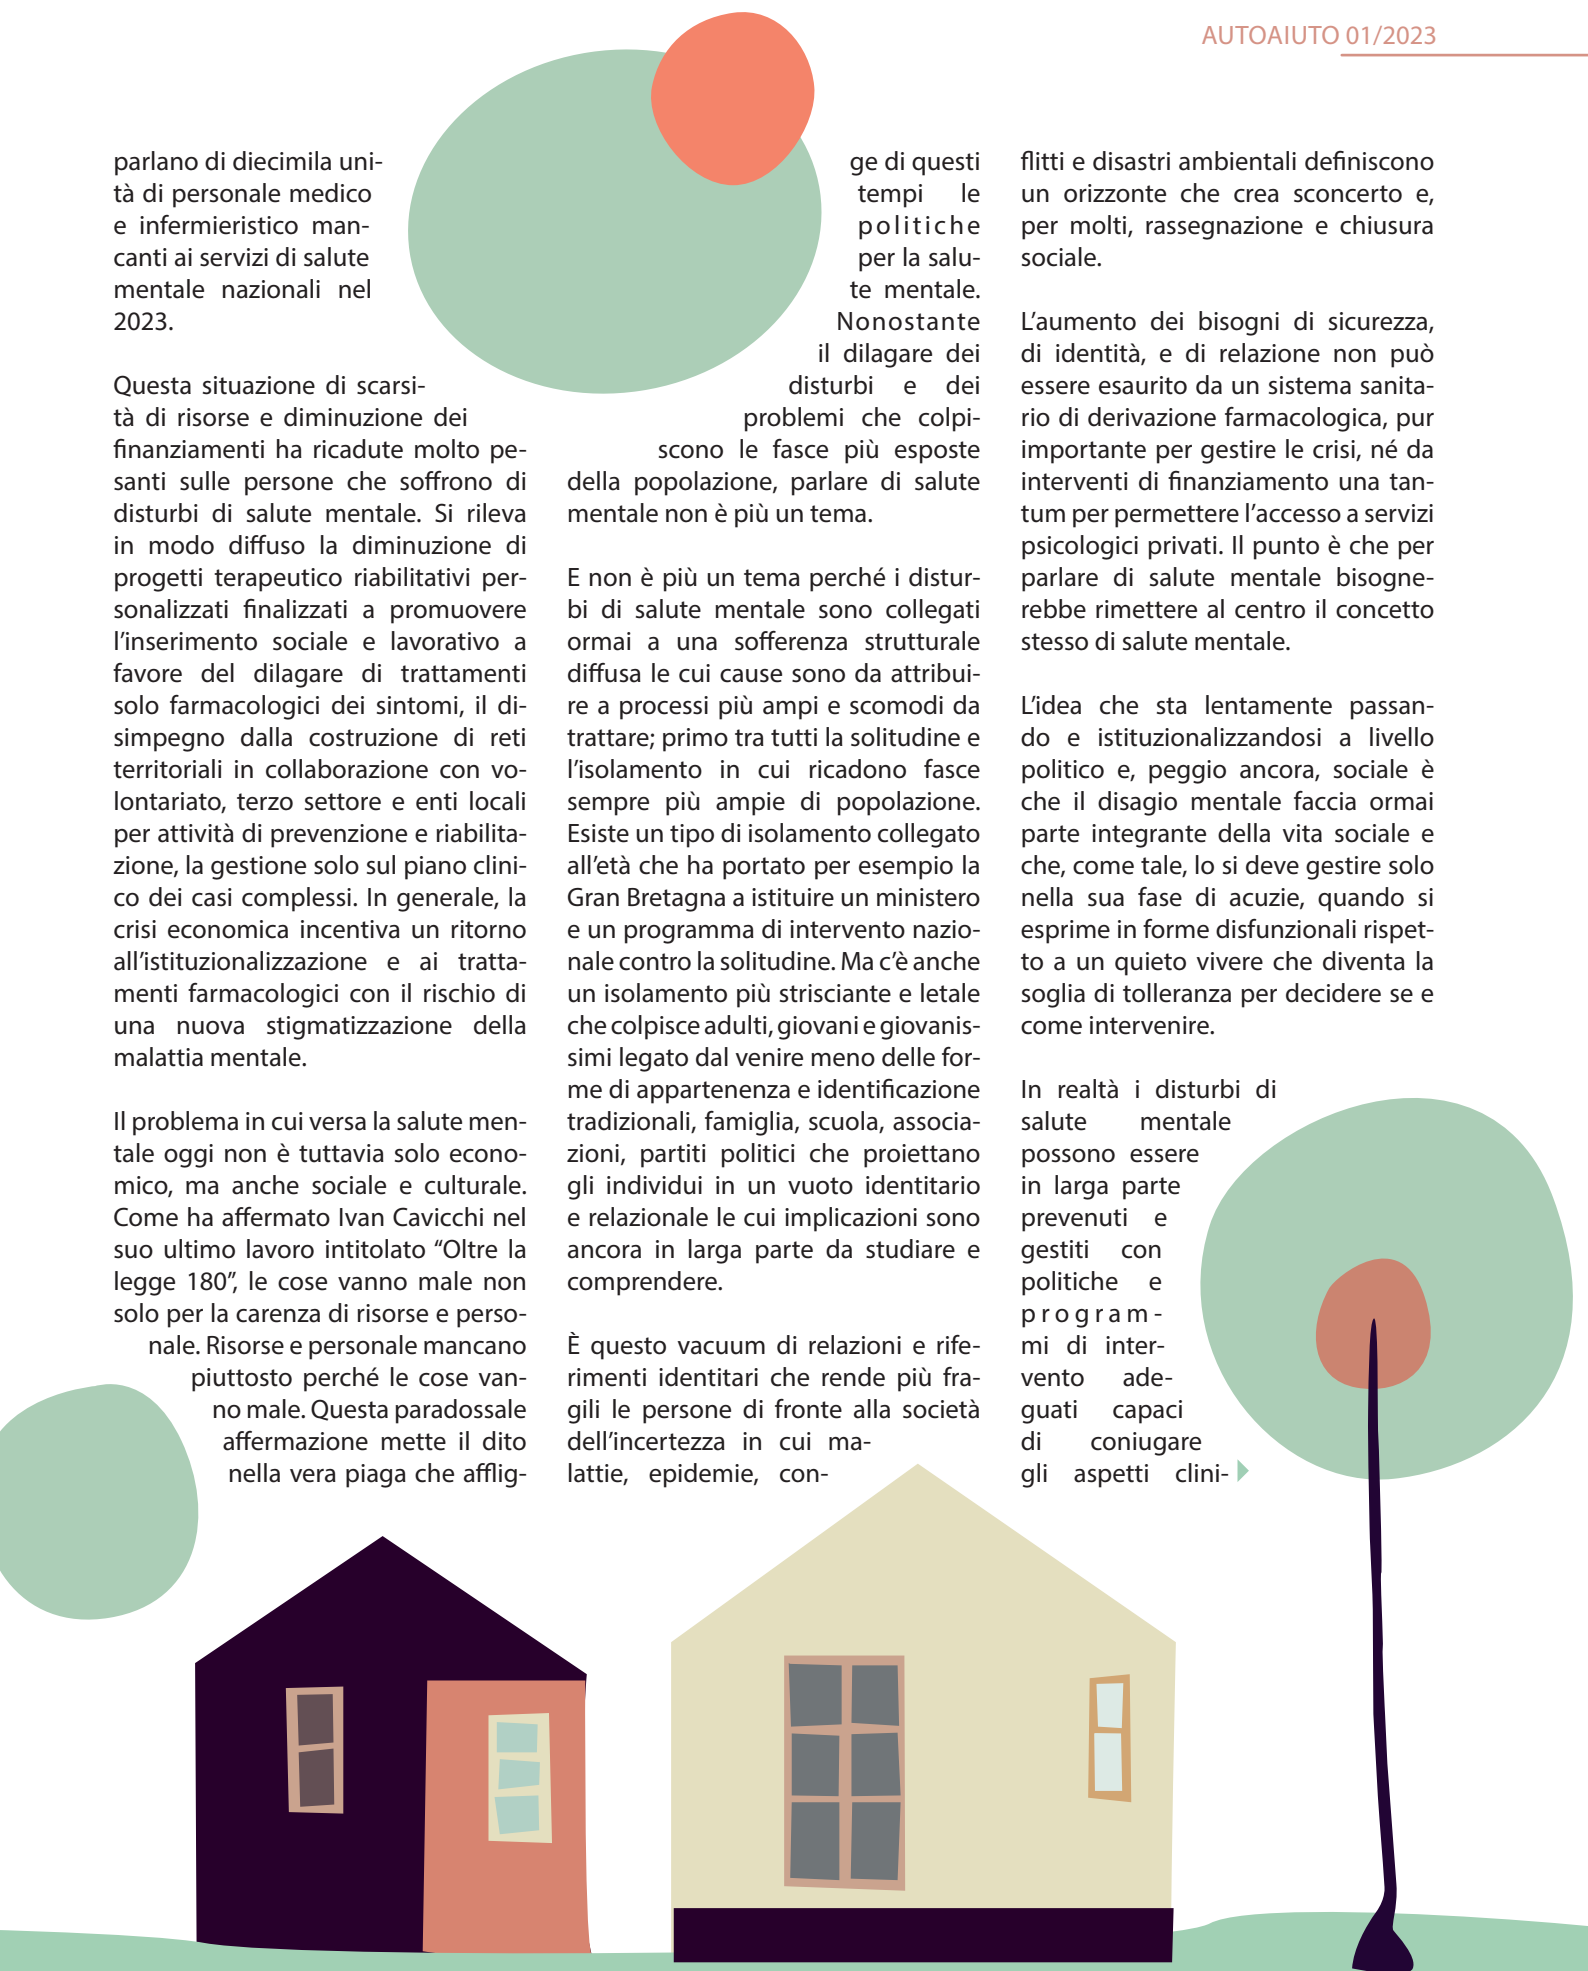 AUTOAIUTO 01/2023
parlano di diecimila uni-
tà di personale medico
e infermieristico man-
canti ai servizi di salute
mentale nazionali nel
2023.
Questa situazione di scarsi-
tà di risorse e diminuzione dei
finanziamenti ha ricadute molto pe-
santi sulle persone che soffrono di
disturbi di salute mentale. Si rileva
in modo diffuso la diminuzione di
progetti terapeutico riabilitativi per-
sonalizzati finalizzati a promuovere
l’inserimento sociale e lavorativo a
favore del dilagare di trattamenti
solo farmacologici dei sintomi, il di-
simpegno dalla costruzione di reti
territoriali in collaborazione con vo-
lontariato, terzo settore e enti locali
per attività di prevenzione e riabilita-
zione, la gestione solo sul piano clini-
co dei casi complessi. In generale, la
crisi economica incentiva un ritorno
all’istituzionalizzazione e ai tratta-
menti farmacologici con il rischio di
una nuova stigmatizzazione della
malattia mentale.
Il problema in cui versa la salute men-
tale oggi non è tuttavia solo econo-
mico, ma anche sociale e culturale.
Come ha affermato Ivan Cavicchi nel
suo ultimo lavoro intitolato “Oltre la
legge 180”, le cose vanno male non
solo per la carenza di risorse e perso-
nale. Risorse e personale mancano
piuttosto perché le cose van-
no male. Questa paradossale
affermazione mette il dito
nella vera piaga che afflig-
ge di questi
tempi le
politiche
per la salu-
te mentale.
Nonostante
il dilagare dei
disturbi e dei
problemi che colpi-
scono le fasce più esposte
della popolazione, parlare di salute
mentale non è più un tema.
E non è più un tema perché i distur-
bi di salute mentale sono collegati
ormai a una sofferenza strutturale
diffusa le cui cause sono da attribui-
re a processi più ampi e scomodi da
trattare; primo tra tutti la solitudine e
l’isolamento in cui ricadono fasce
sempre più ampie di popolazione.
Esiste un tipo di isolamento collegato
all’età che ha portato per esempio la
Gran Bretagna a istituire un ministero
e un programma di intervento nazio-
nale contro la solitudine. Ma c’è anche
un isolamento più strisciante e letale
che colpisce adulti, giovani e giovanis-
simi legato dal venire meno delle for-
me di appartenenza e identificazione
tradizionali, famiglia, scuola, associa-
zioni, partiti politici che proiettano
gli individui in un vuoto identitario
e relazionale le cui implicazioni sono
ancora in larga parte da studiare e
comprendere.
È questo vacuum di relazioni e rife-
rimenti identitari che rende più fra-
gili le persone di fronte alla società
dell’incertezza in cui ma-
lattie, epidemie, con-
flitti e disastri ambientali definiscono
un orizzonte che crea sconcerto e,
per molti, rassegnazione e chiusura
sociale.
L’aumento dei bisogni di sicurezza,
di identità, e di relazione non può
essere esaurito da un sistema sanita-
rio di derivazione farmacologica, pur
importante per gestire le crisi, né da
interventi di finanziamento una tan-
tum per permettere l’accesso a servizi
psicologici privati. Il punto è che per
parlare di salute mentale bisogne-
rebbe rimettere al centro il concetto
stesso di salute mentale.
L’idea che sta lentamente passan-
do e istituzionalizzandosi a livello
politico e, peggio ancora, sociale è
che il disagio mentale faccia ormai
parte integrante della vita sociale e
che, come tale, lo si deve gestire solo
nella sua fase di acuzie, quando si
esprime in forme disfunzionali rispet-
to a un quieto vivere che diventa la
soglia di tolleranza per decidere se e
come intervenire.
In realtà i disturbi di
salute mentale
possono essere
in larga parte
prevenuti e
gestiti con
politiche e
program-
mi di inter-
vento ade-
guati capaci
di coniugare
gli aspetti clini-